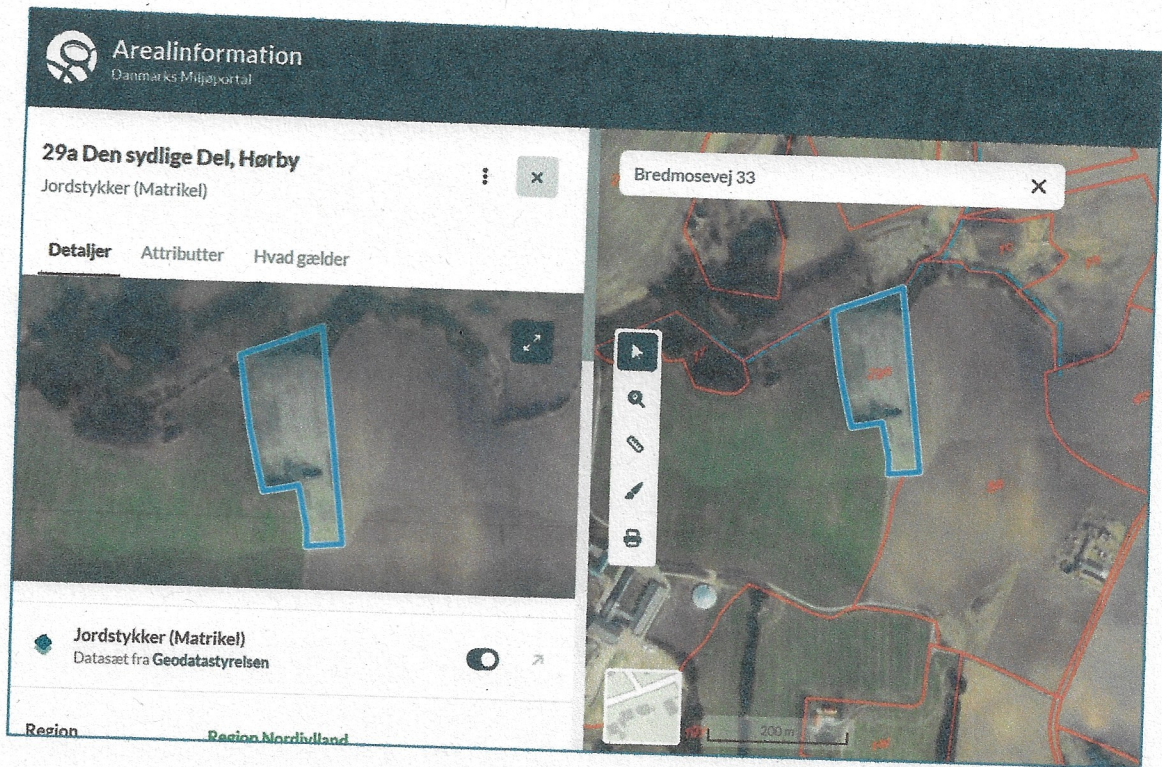 Arealinformation
Danmarks Miljøportal
29a Den sydlige Del, Hørby
Jordstykker (Matrikel)
Detaljer
Attributter
Hvad gælder
Bredmosevej 33
Jordstykker (Matrikel)
Datasæt fra Geodatastyrelsen
Region
Region Nordjylland
200 m